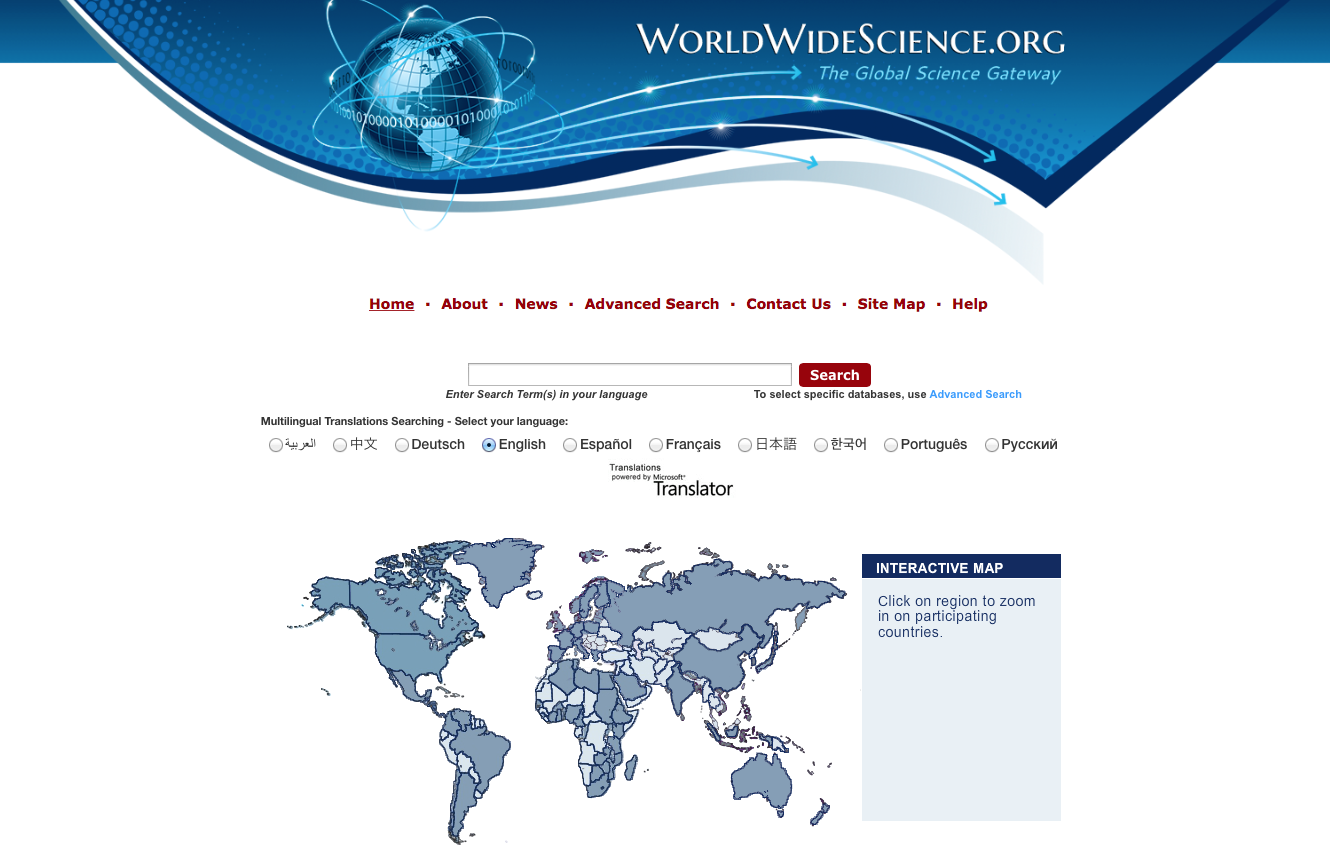 WORLDWIDESCIENCE.ORG
The Global Science Gateway
Home · About · News · Advanced Search · Contact Us · Site Map · Help
Search
Enter Search Term(s) in your language
To select specific databases, use Advanced Search
Multilingual Translations Searching - Select your language:
العربية 中文 Deutsch English Español Français 日本語 한국어 Português Русский
Translations
powered by Microsoft®
Translator
INTERACTIVE MAP
Click on region to zoom
in on participating
countries.